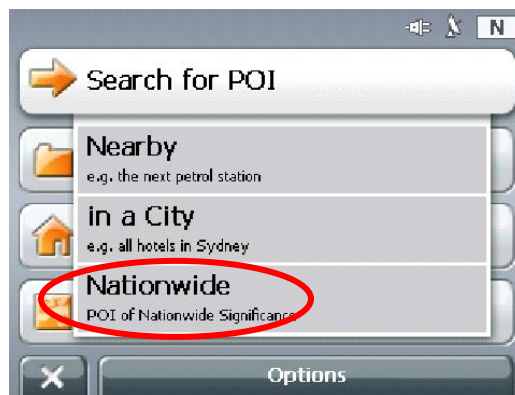 N
Search for POI
Nearby
e.g. the next petrol station
in a City
e.g. all hotels in Sydney
Nationwide
POI of Nationwide Significance
X
Options